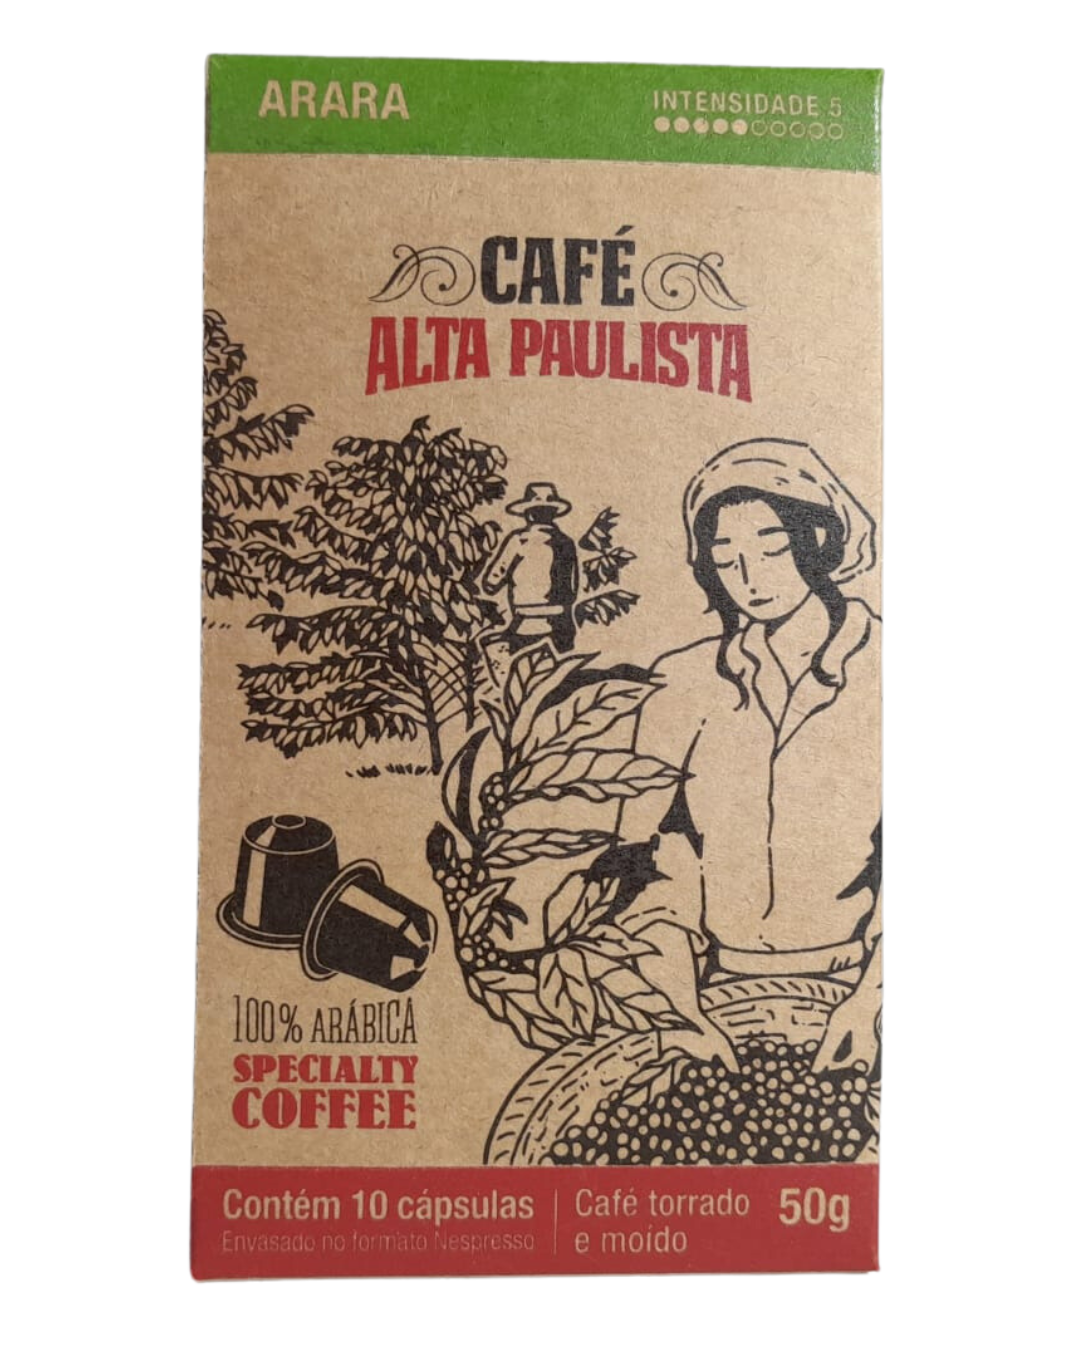 ARARA
INTENSIDADE 5
CAFÉ
ALTA PAULISTA
100% ARÁBICA
SPECIALTY
COFFEE
Contém 10 cápsulas
Envasado no formato Nespresso
Café torrado
e moído
50g